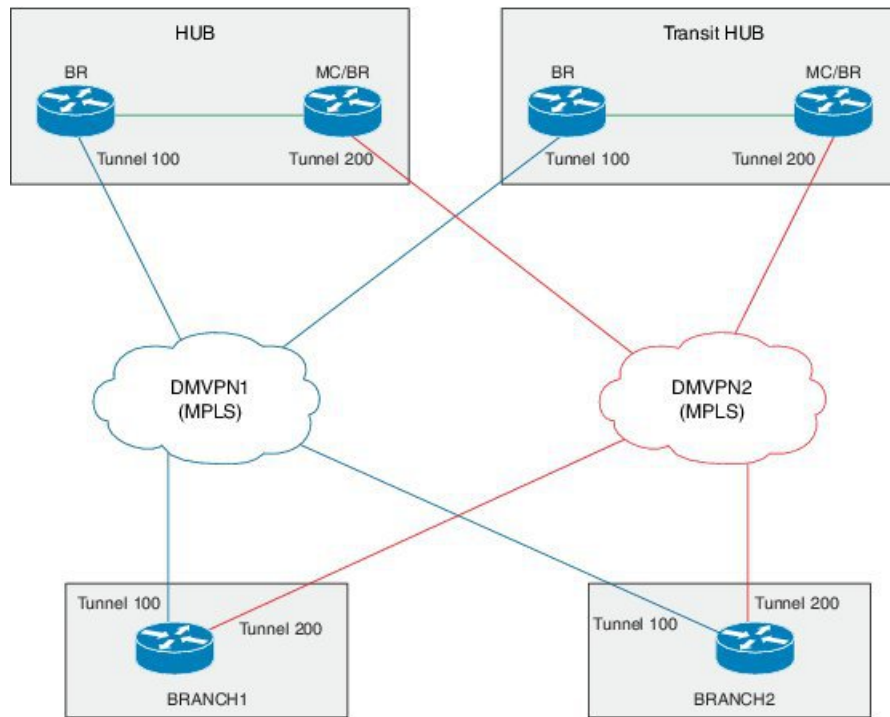 HUB
Transit HUB
BR
MC/BR
BR
MC/BR
Tunnel 100
Tunnel 200
Tunnel 100
Tunnel 200
DMVPN1
(MPLS)
DMVPN2
(MPLS)
Tunnel 100
Tunnel 200
Tunnel 200
Tunnel 100
BRANCH1
BRANCH2